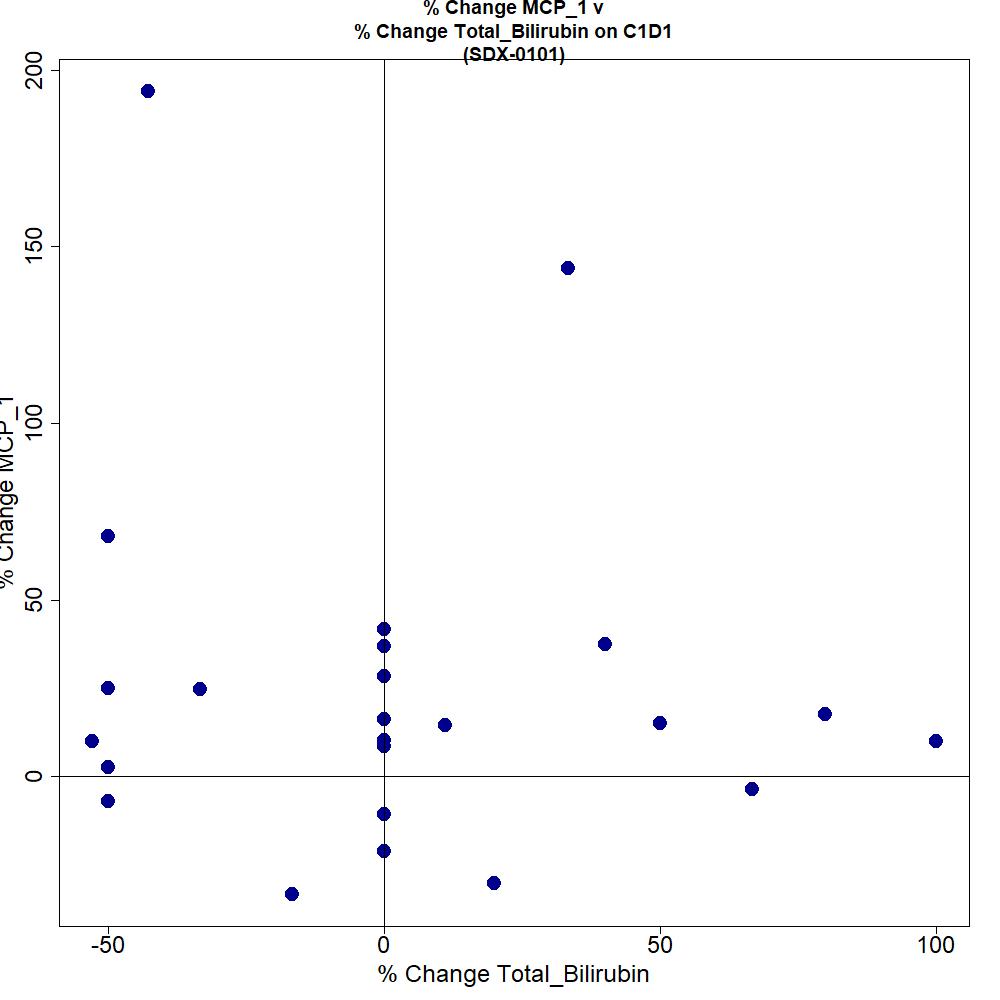 % Change MCP_1 v
% Change Total_Bilirubin on C1D1
(SDX-0101)
% Change MCP_1
200
150
100
50
0
-50
0
50
100
% Change Total_Bilirubin